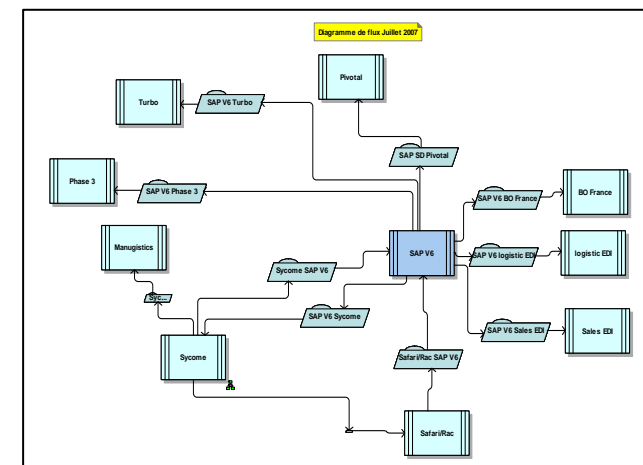 Diagramme de flux Juillet 2007
Pivotal
Turbo
SAP V6 Turbo
SAP SD Pivotal
Phase 3
SAP V6 Phase 3
SAP V6 BO France
BO France
Manugistics
Sycome SAP V6
SAP V6
SAP V6 logistic EDI
logistic EDI
Syc...
SAP V6 Sycome
SAP V6 Sales EDI
Sales EDI
Sycome
Safari/Rac SAP V6
Safari/Rac